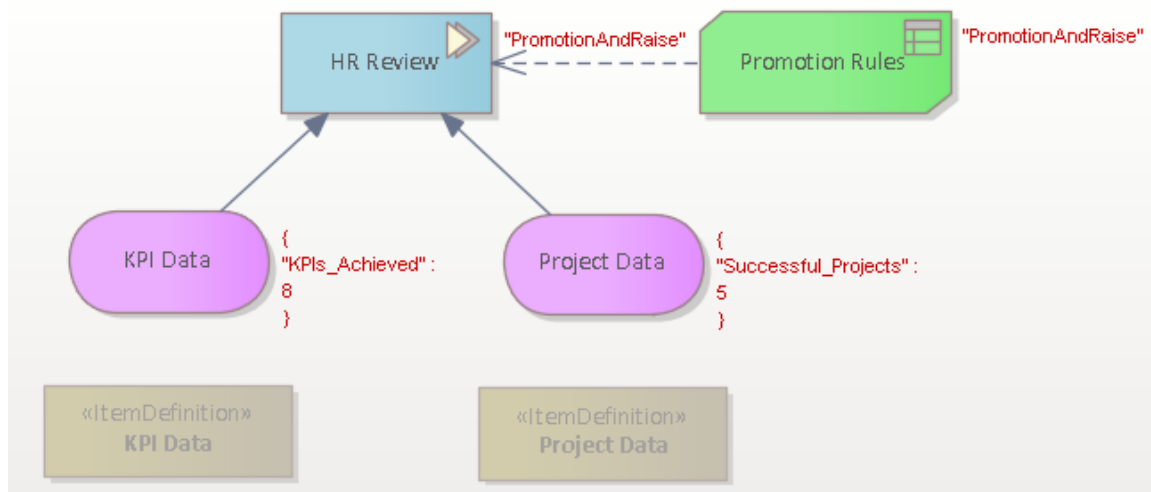 HR Review
"PromotionAndRaise"
Promotion Rules
"PromotionAndRaise"
KPI Data
{
"KPIs_Achieved" :
8
}
Project Data
{
"Successful_Projects" :
5
}
«ItemDefinition»
KPI Data
«ItemDefinition»
Project Data